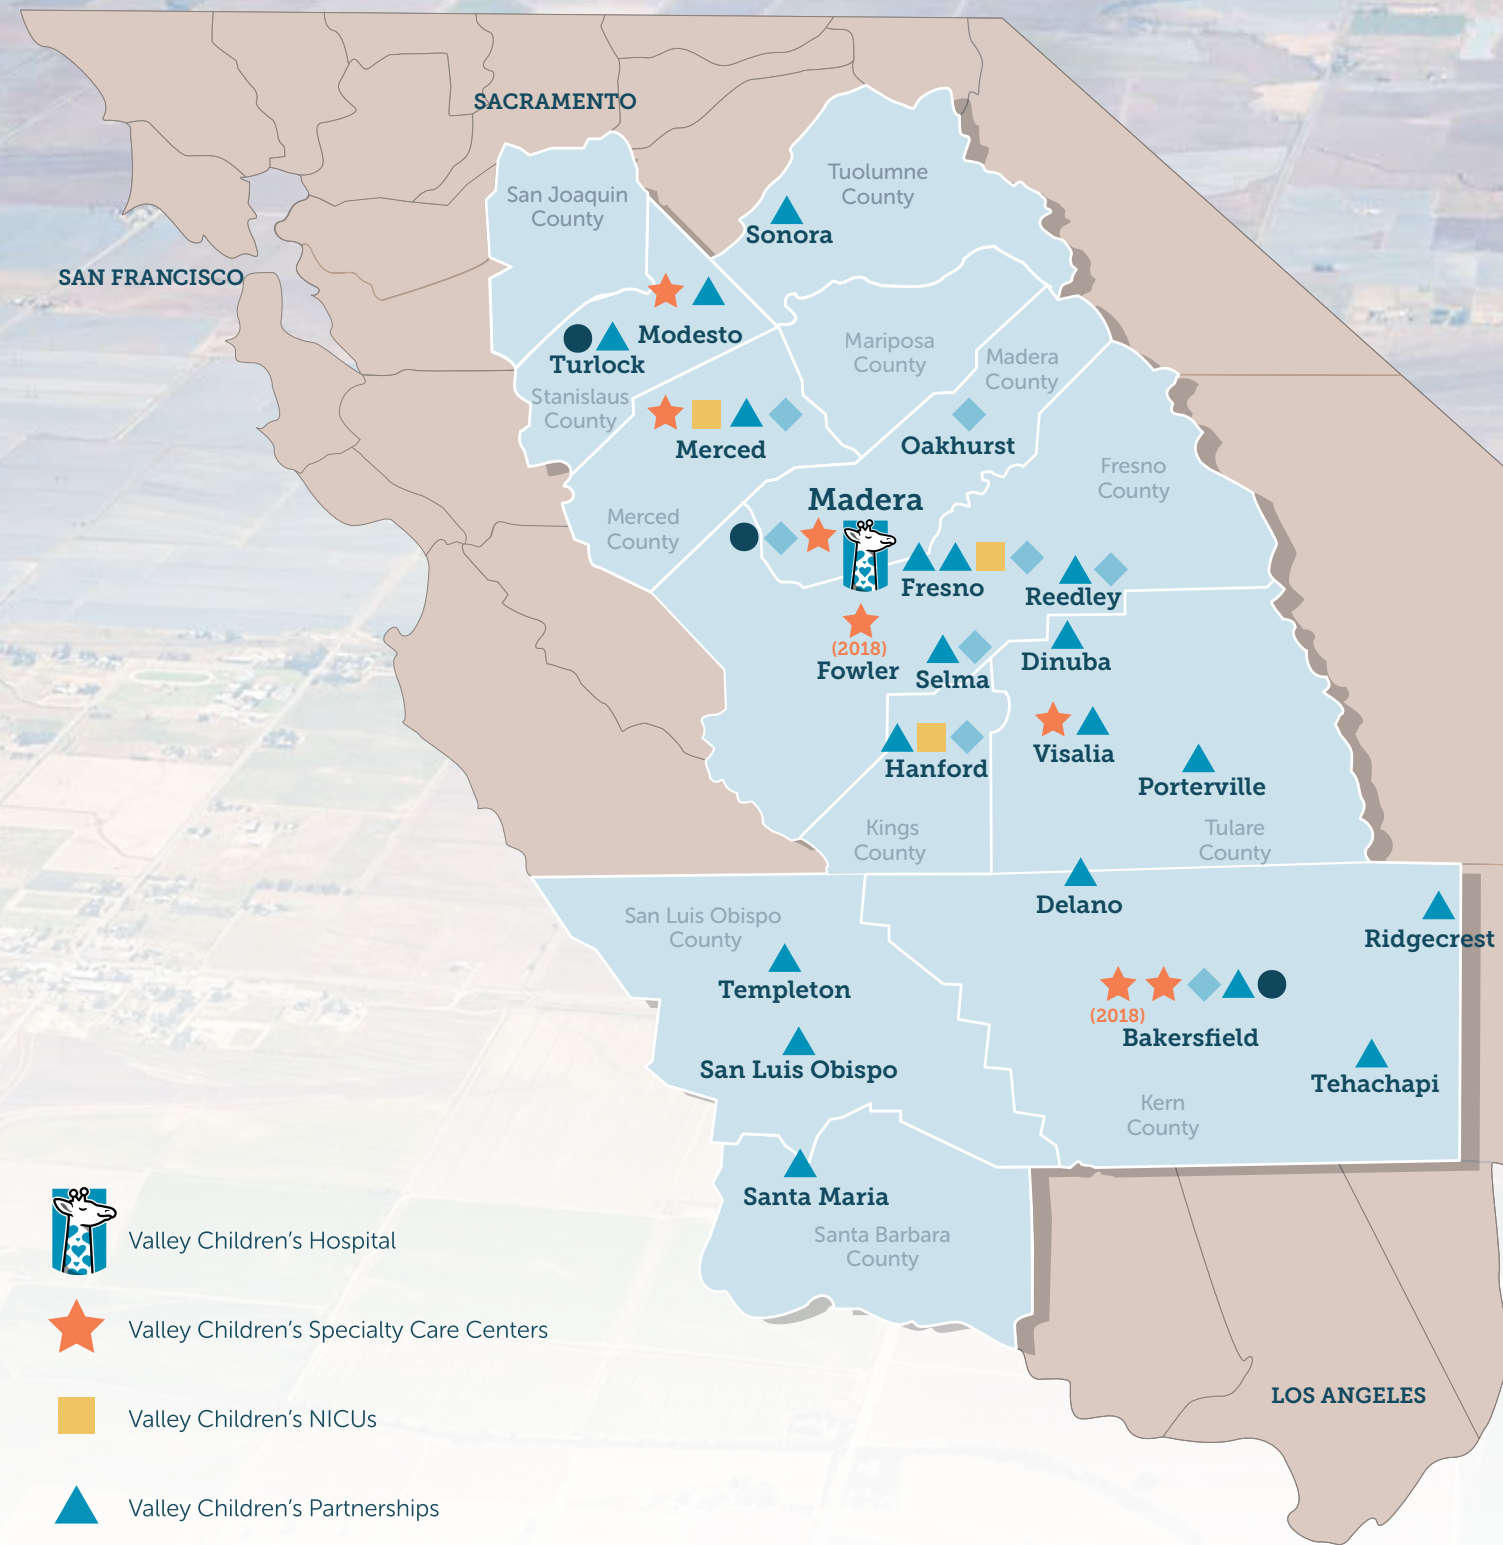 SACRAMENTO
Tuolumne
County
San Joaquin
County
Sonora
SAN FRANCISCO
Modesto
Turlock
Mariposa
County
Madera
County
Stanislaus
County
Merced
Oakhurst
Fresno
County
Madera
Merced
County
Fresno
Reedley
(2018)
Fowler
Selma
Dinuba
Visalia
Hanford
Porterville
Kings
County
Tulare
County
Delano
San Luis Obispo
County
Ridgecrest
Templeton
(2018)
Bakersfield
San Luis Obispo
Tehachapi
Kern
County
Santa Maria
Santa Barbara
County
Valley Children's Hospital
Valley Children's Specialty Care Centers
LOS ANGELES
Valley Children's NICUs
Valley Children's Partnerships